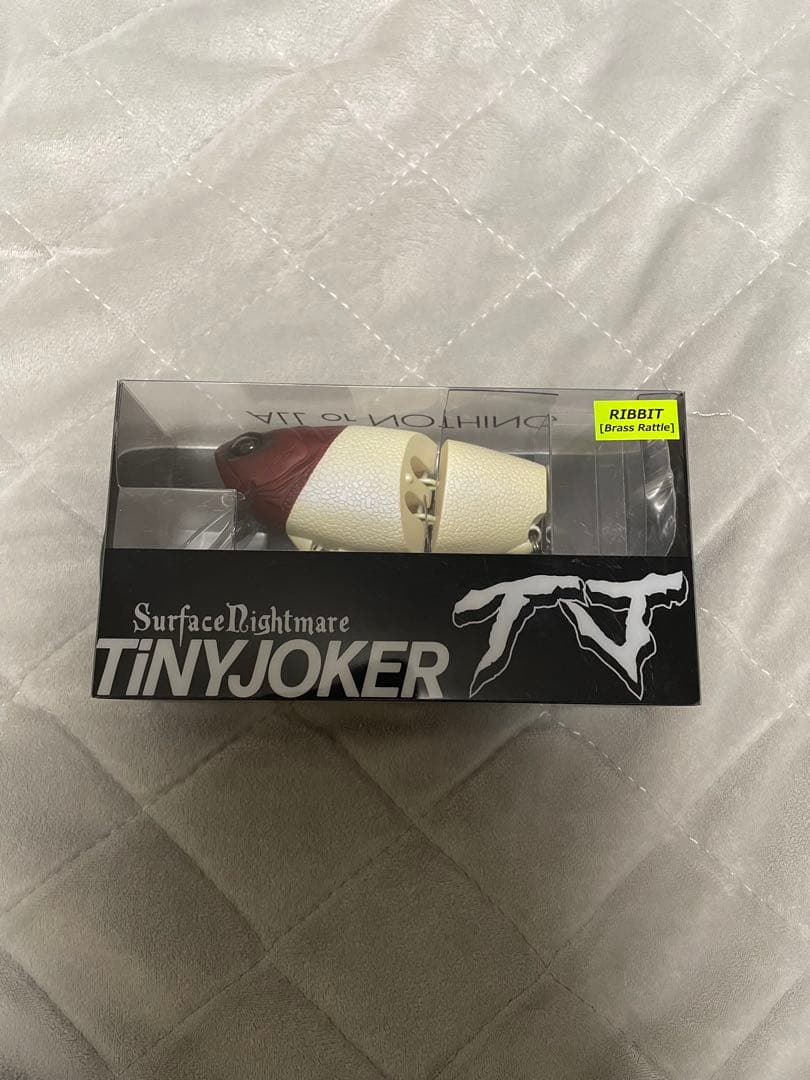 ALL OR NOTHING
RIBBIT
[Brass Rattle]
SurfaceNightmare
TiNYJOKER
TJ